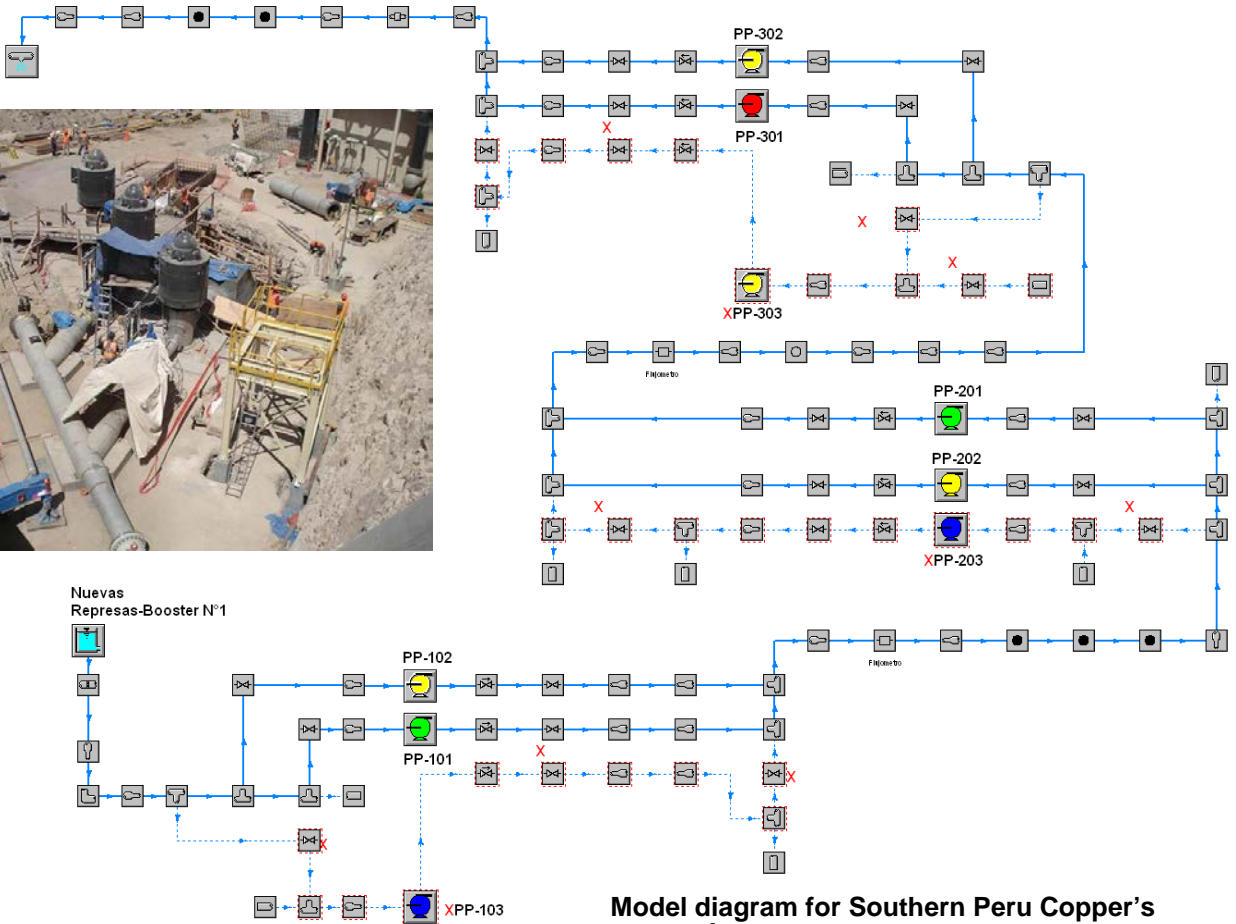 PP-302
PP-301
X
X
X
XPP-303
Flujometro
PP-201
PP-202
X
X
XPP-203
Nuevas
Represas-Booster N°1
Flujometro
PP-102
PP-101
X
X
X
XPP-103
Model diagram for Southern Peru Copper's